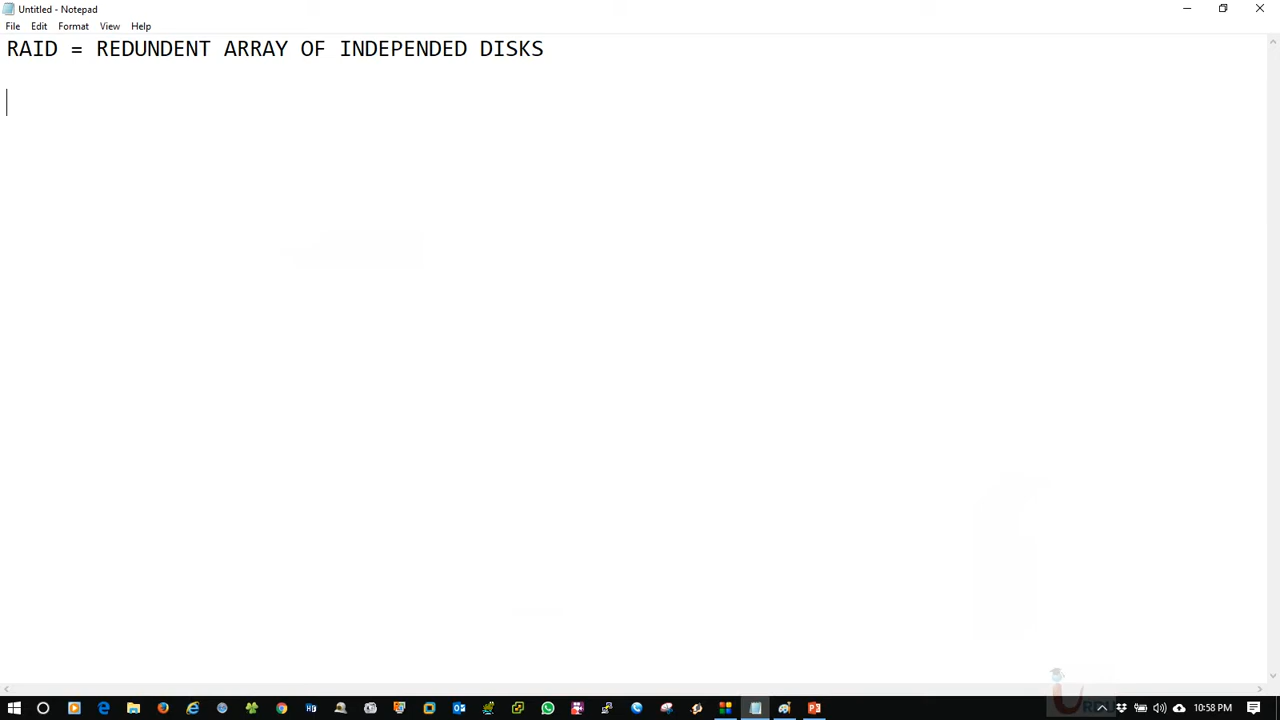 Untitled - Notepad
File Edit Format View Help
RAID = REDUNDENT ARRAY OF INDEPENDED DISKS
10:58 PM